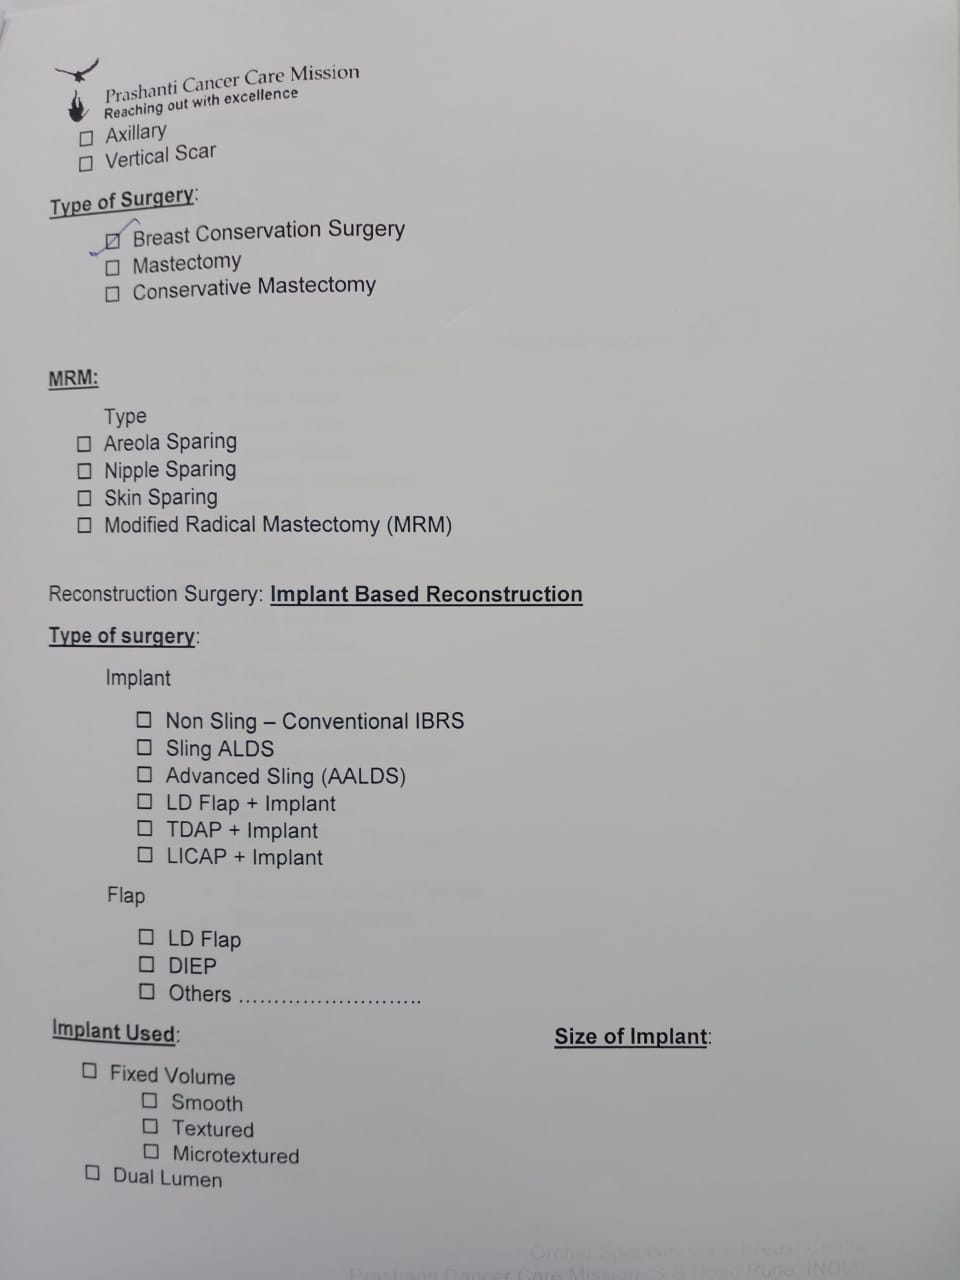 Prashanti Cancer Care Mission
Reaching out with excellence
☐ Axillary
☐ Vertical Scar
Type of Surgery:
☑ Breast Conservation Surgery
☐ Mastectomy
☐ Conservative Mastectomy
MRM:
Type
☐ Areola Sparing
☐ Nipple Sparing
☐ Skin Sparing
☐ Modified Radical Mastectomy (MRM)
Reconstruction Surgery: Implant Based Reconstruction
Type of surgery:
Implant
☐ Non Sling – Conventional IBRS
☐ Sling ALDS
☐ Advanced Sling (AALDS)
☐ LD Flap + Implant
☐ TDAP + Implant
☐ LICAP + Implant
Flap
☐ LD Flap
☐ DIEP
☐ Others ..........................
Implant Used: Size of Implant:
☐ Fixed Volume
☐ Smooth
☐ Textured
☐ Microtextured
☐ Dual Lumen
Prashanti Cancer Care Mission, S B Road Pune, INDIA